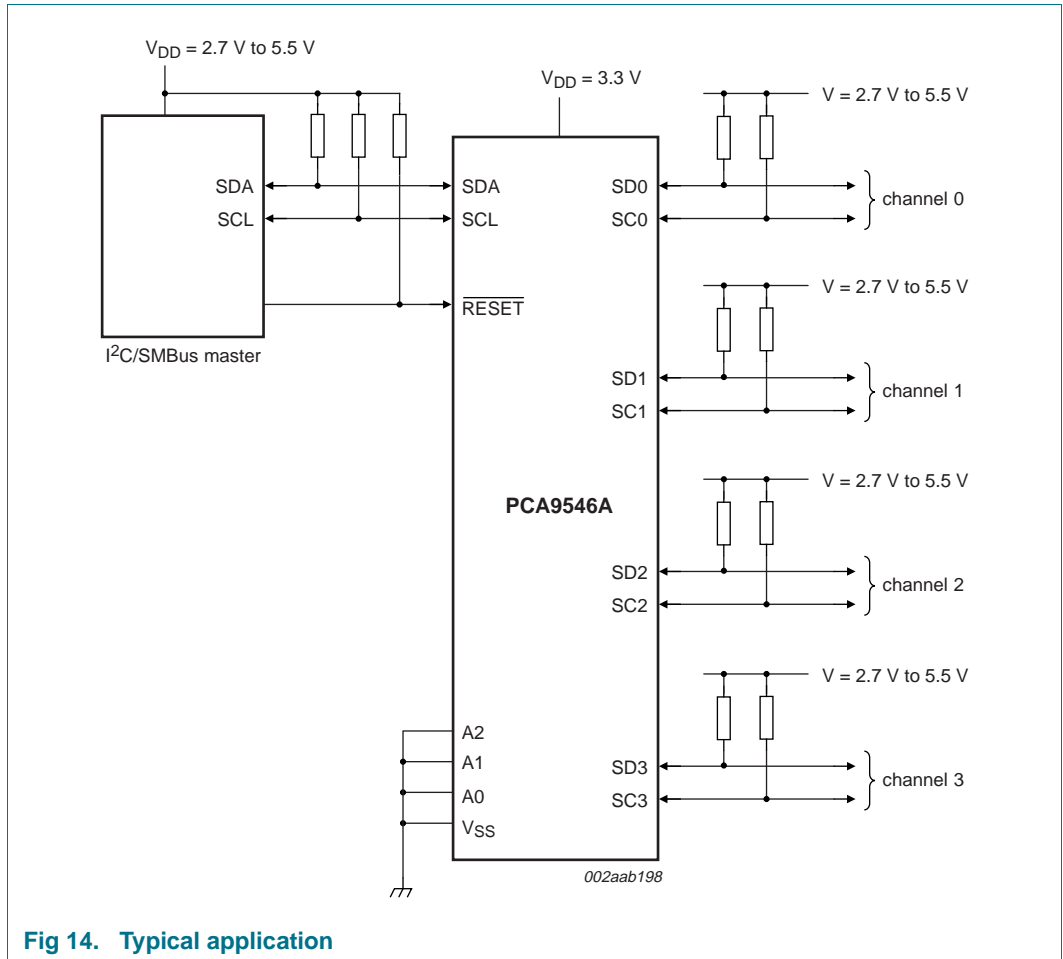 V_DD = 2.7 V to 5.5 V
V_DD = 3.3 V
SDA
SCL
I²C/SMBus master
SDA
SCL
RESET
PCA9546A
A2
A1
A0
V_SS
SD0
SC0
V = 2.7 V to 5.5 V
channel 0
SD1
SC1
V = 2.7 V to 5.5 V
channel 1
SD2
SC2
V = 2.7 V to 5.5 V
channel 2
SD3
SC3
V = 2.7 V to 5.5 V
channel 3
002aab198
Fig 14. Typical application